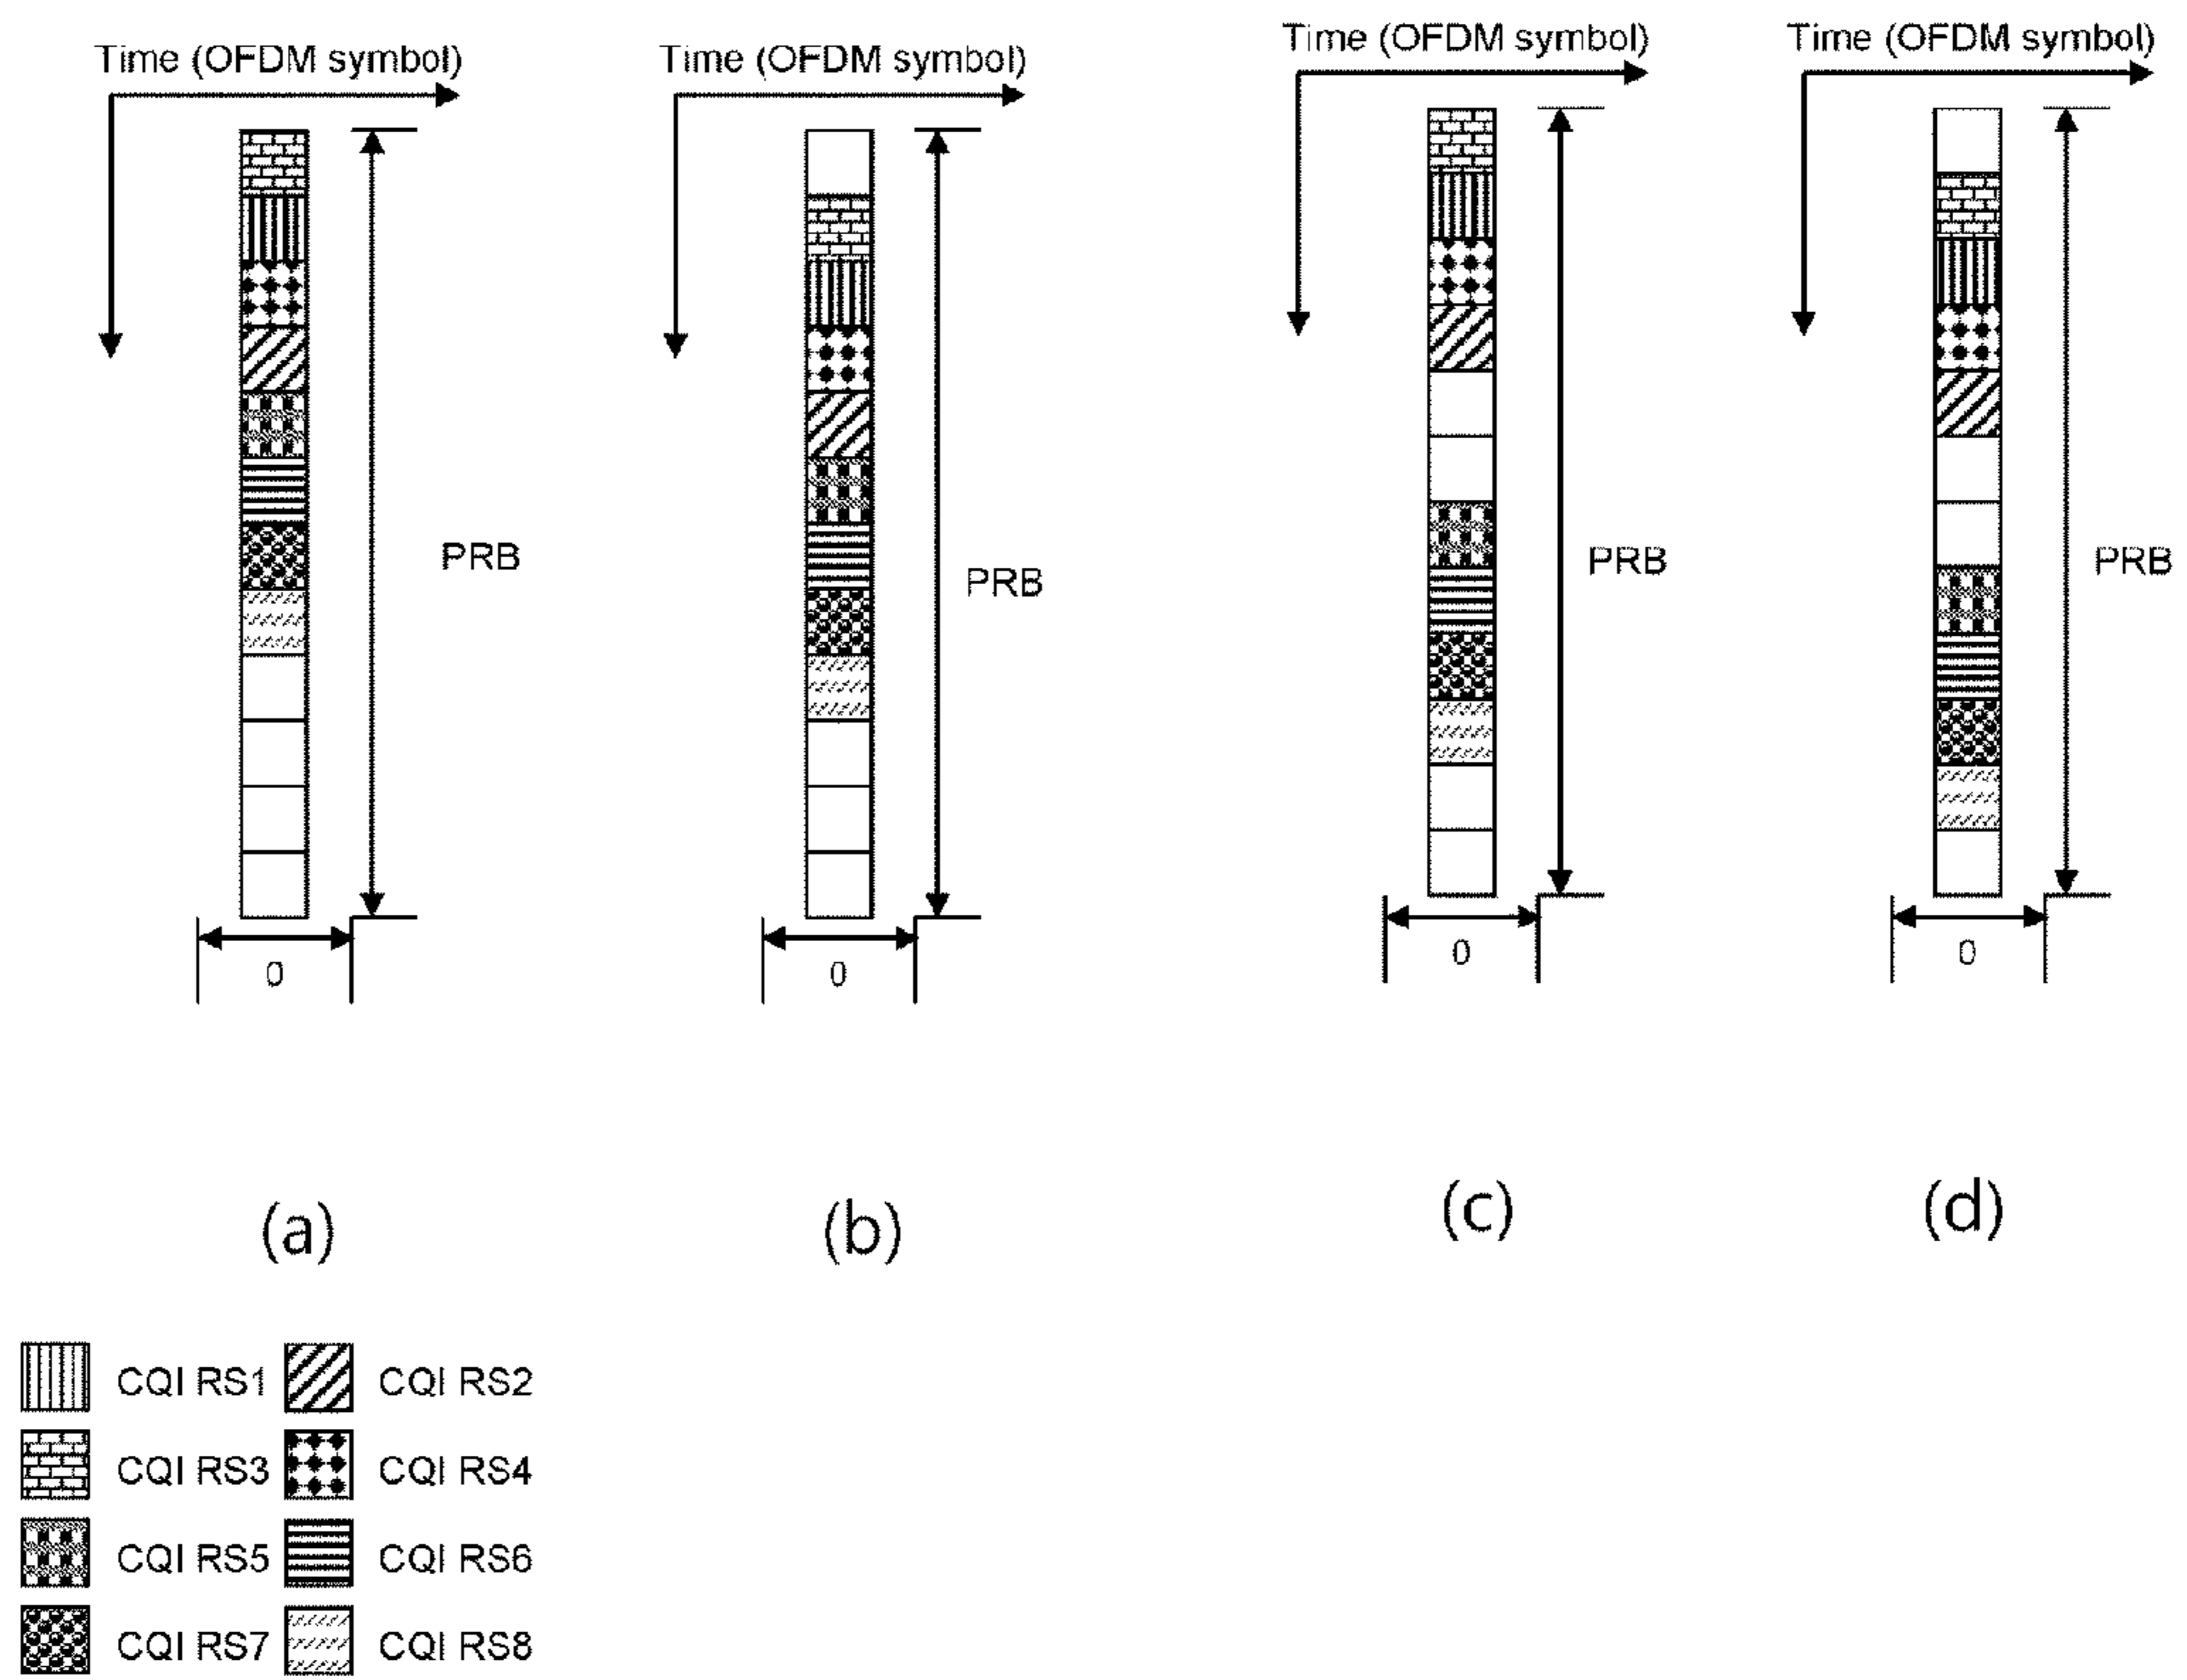 Time (OFDM symbol)
Time (OFDM symbol)
Time (OFDM symbol)
Time (OFDM symbol)
PRB
PRB
PRB
PRB
0
0
0
0
(a)
(b)
(c)
(d)
CQI RS1 CQI RS2
CQI RS3 CQI RS4
CQI RS5 CQI RS6
CQI RS7 CQI RS8